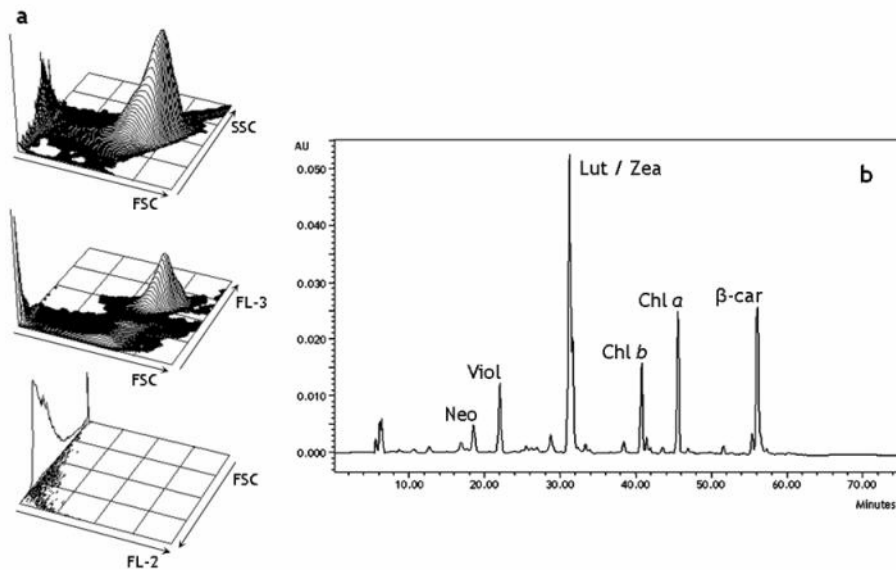 a
SSC
FSC
FL-3
FSC
FSC
FL-2
b
AU
0.050
0.040
0.030
0.020
0.010
0.000
Lut / Zea
Chl a
β-car
Chl b
Viol
Neo
10.00 20.00 30.00 40.00 50.00 60.00 70.00
Minutes